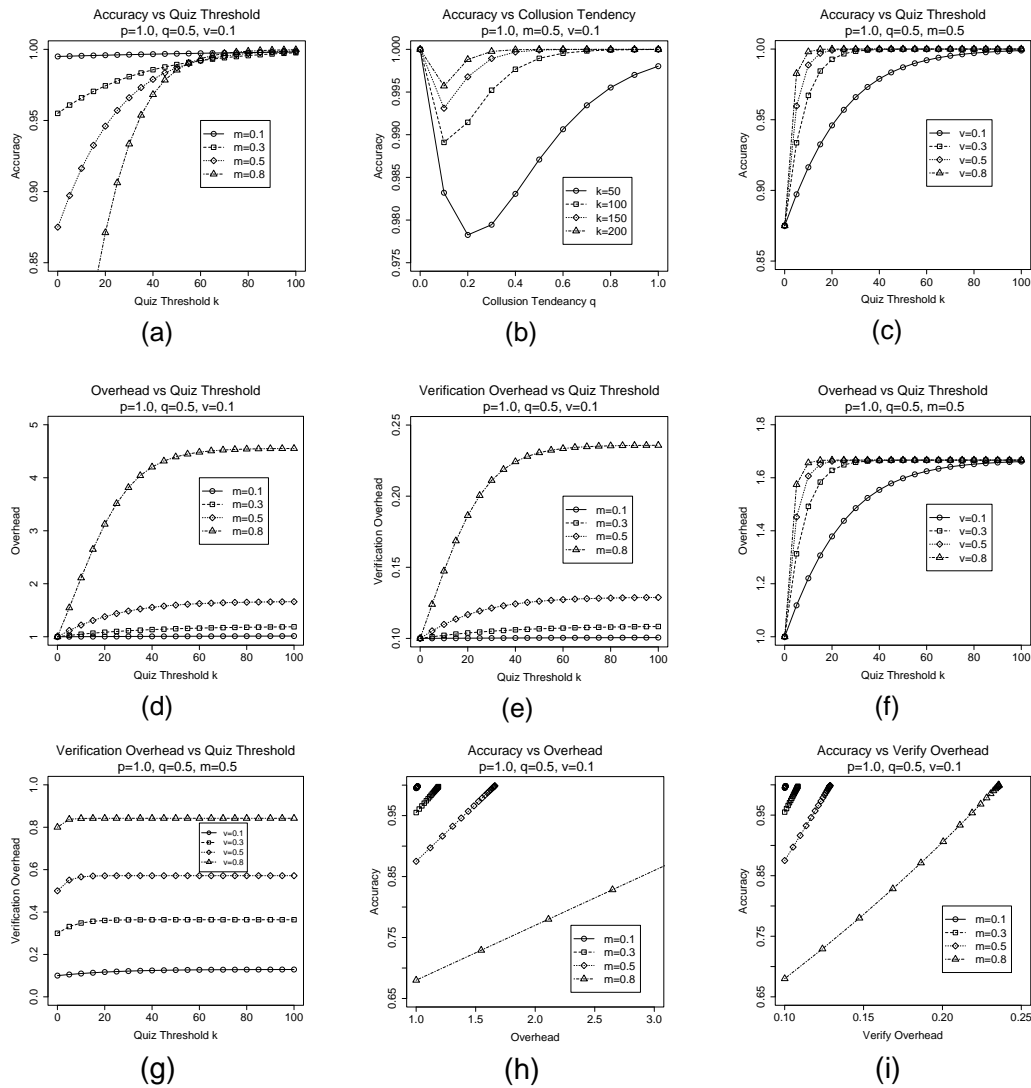 Accuracy vs Quiz Threshold
p=1.0, q=0.5, v=0.1
Accuracy
0.85 0.90 0.95 1.00
m=0.1
m=0.3
m=0.5
m=0.8
0 20 40 60 80 100
Quiz Threshold k
(a)
Accuracy vs Collusion Tendency
p=1.0, m=0.5, v=0.1
Accuracy
0.975 0.980 0.985 0.990 0.995 1.000
k=50
k=100
k=150
k=200
0.0 0.2 0.4 0.6 0.8 1.0
Collusion Tendeancy q
(b)
Accuracy vs Quiz Threshold
p=1.0, q=0.5, m=0.5
Accuracy
0.85 0.90 0.95 1.00
v=0.1
v=0.3
v=0.5
v=0.8
0 20 40 60 80 100
Quiz Threshold k
(c)
Overhead vs Quiz Threshold
p=1.0, q=0.5, v=0.1
Overhead
1 2 3 4 5
m=0.1
m=0.3
m=0.5
m=0.8
0 20 40 60 80 100
Quiz Threshold k
(d)
Verification Overhead vs Quiz Threshold
p=1.0, q=0.5, v=0.1
Verification Overhead
0.10 0.15 0.20 0.25
m=0.1
m=0.3
m=0.5
m=0.8
0 20 40 60 80 100
Quiz Threshold k
(e)
Overhead vs Quiz Threshold
p=1.0, q=0.5, m=0.5
Overhead
1.0 1.2 1.4 1.6 1.8
v=0.1
v=0.3
v=0.5
v=0.8
0 20 40 60 80 100
Quiz Threshold k
(f)
Verification Overhead vs Quiz Threshold
p=1.0, q=0.5, m=0.5
Verification Overhead
0.0 0.2 0.4 0.6 0.8 1.0
v=0.1
v=0.3
v=0.5
v=0.8
0 20 40 60 80 100
Quiz Threshold k
(g)
Accuracy vs Overhead
p=1.0, q=0.5, v=0.1
Accuracy
0.65 0.75 0.85 0.95
m=0.1
m=0.3
m=0.5
m=0.8
1.0 1.5 2.0 2.5 3.0
Overhead
(h)
Accuracy vs Verify Overhead
p=1.0, q=0.5, v=0.1
Accuracy
0.65 0.75 0.85 0.95
m=0.1
m=0.3
m=0.5
m=0.8
0.10 0.15 0.20 0.25
Verify Overhead
(i)